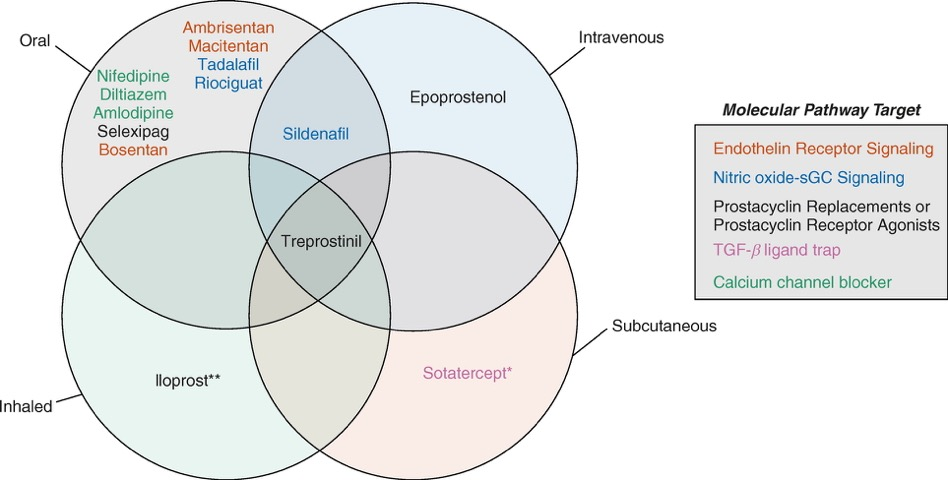 Oral
Ambrisentan
Macitentan
Tadalafil
Riociguat
Nifedipine
Diltiazem
Amlodipine
Selexipag
Bosentan
Sildenafil
Intravenous
Epoprostenol
Treprostinil
Inhaled
Iloprost**
Subcutaneous
Sotatercept*
Molecular Pathway Target
Endothelin Receptor Signaling
Nitric oxide-sGC Signaling
Prostacyclin Replacements or
Prostacyclin Receptor Agonists
TGF-β ligand trap
Calcium channel blocker